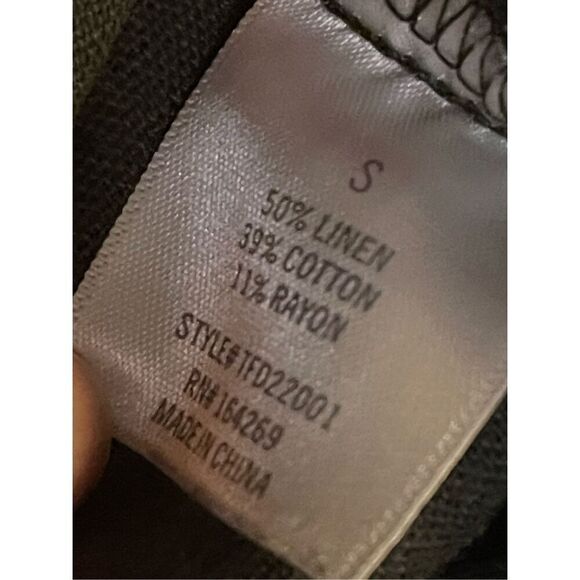 S
50% LINEN
39% COTTON
11% RAYON
STYLE# TFD22001
RN# 164269
MADE IN CHINA